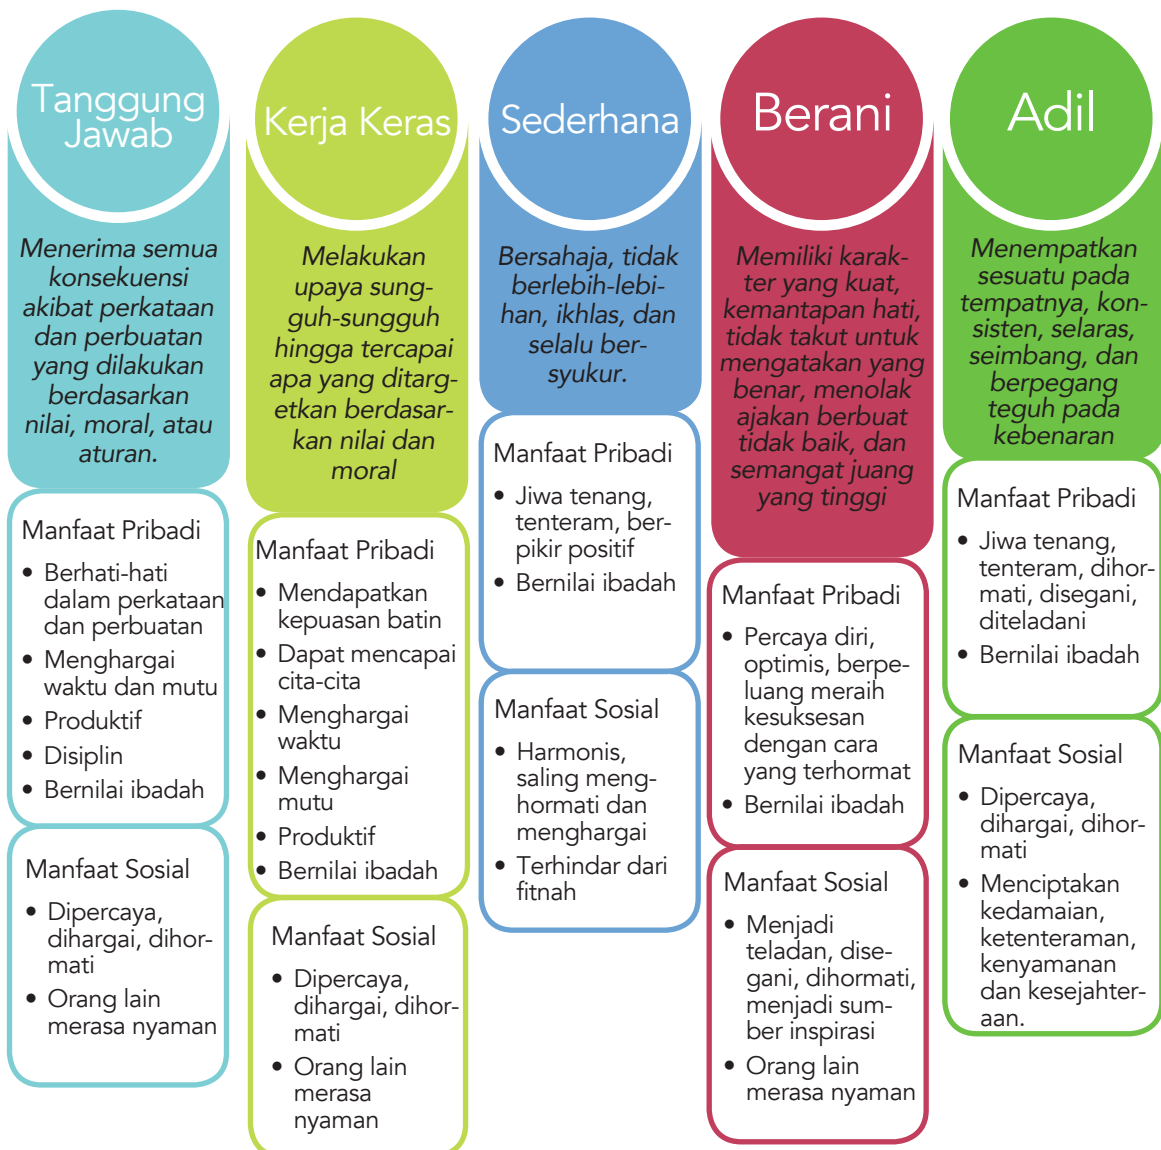 Tanggung
Jawab
Menerima semua
konsekuensi
akibat perkataan
dan perbuatan
yang dilakukan
berdasarkan
nilai, moral, atau
aturan.
Manfaat Pribadi
• Berhati-hati
dalam perkataan
dan perbuatan
• Menghargai
waktu dan mutu
• Produktif
• Disiplin
• Bernilai ibadah
Manfaat Sosial
• Dipercaya,
dihargai, dihor-
mati
• Orang lain
merasa nyaman
Kerja Keras
Melakukan
upaya sung-
guh-sungguh
hingga tercapai
apa yang ditarg-
etkan berdasar-
kan nilai dan
moral
Manfaat Pribadi
• Mendapatkan
kepuasan batin
• Dapat mencapai
cita-cita
• Menghargai
waktu
• Menghargai
mutu
• Produktif
• Bernilai ibadah
Manfaat Sosial
• Dipercaya,
dihargai, dihor-
mati
• Orang lain
merasa
nyaman
Sederhana
Bersahaja, tidak
berlebih-lebi-
han, ikhlas, dan
selalu ber-
syukur.
Manfaat Pribadi
• Jiwa tenang,
tenteram, ber-
pikir positif
• Bernilai ibadah
Manfaat Sosial
• Harmonis,
saling meng-
hormati dan
menghargai
• Terhindar dari
fitnah
Berani
Memiliki karak-
ter yang kuat,
kemantapan hati,
tidak takut untuk
mengatakan yang
benar, menolak
ajakan berbuat
tidak baik, dan
semangat juang
yang tinggi
Manfaat Pribadi
• Percaya diri,
optimis, berpe-
luang meraih
kesuksesan
dengan cara
yang terhormat
• Bernilai ibadah
Manfaat Sosial
• Menjadi
teladan, dise-
gani, dihormati,
menjadi sum-
ber inspirasi
• Orang lain
merasa nyaman
Adil
Menempatkan
sesuatu pada
tempatnya, kon-
sisten, selaras,
seimbang, dan
berpegang
teguh pada
kebenaran
Manfaat Pribadi
• Jiwa tenang,
tenteram, dihor-
mati, disegani,
diteladani
• Bernilai ibadah
Manfaat Sosial
• Dipercaya,
dihargai, dihor-
mati
• Menciptakan
kedamaian,
ketenteraman,
kenyamanan
dan kesejahter-
aan.